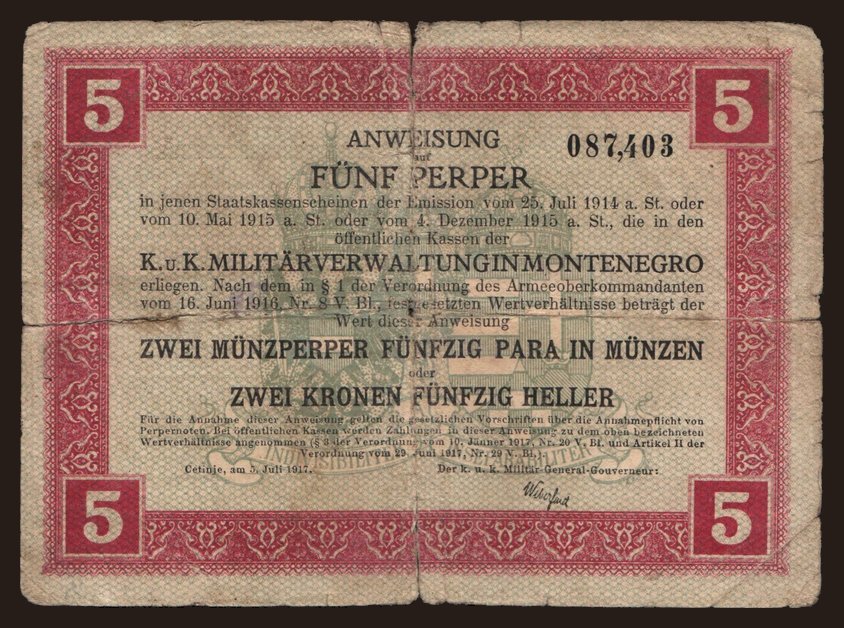 5
5
ANWEISUNG
087,403
auf
FÜNF PERPER
in jenen Staatskassenscheinen der Emission vom 25. Juli 1914 a. St. oder
vom 10. Mai 1915 a. St. oder vom 4. Dezember 1915 a. St., die in den
öffentlichen Kassen der
K.U.K.MILITÄRVERWALTUNG IN MONTENEGRO
erliegen. Nach dem in § 1 der Verordnung des Armeeoberkommandanten
vom 16. Juni 1916, Nr. 8 V. Bl., festgesetzten Wertverhältnisse beträgt der
Wert dieser Anweisung
ZWEI MÜNZPERPER FÜNFZIG PARA IN MÜNZEN
oder
ZWEI KRONEN FÜNFZIG HELLER
Für die Annahme dieser Anweisung gelten die gesetzlichen Vorschriften über die Annahmepflicht von
Perpernoten. Bei öffentlichen Kassen werden Zahlungen in dieser Anweisung zu dem oben bezeichneten
Wertverhältnisse angenommen (§ 3 der Verordnung vom 10. Jänner 1917, Nr. 20 V. Bl. und Artikel II der
Verordnung vom 29. Juni 1917, Nr. 29 V. Bl.).
Cetinje, am 5. Juli 1917.
Der k. u. k. Militär-General-Gouverneur:
5
5